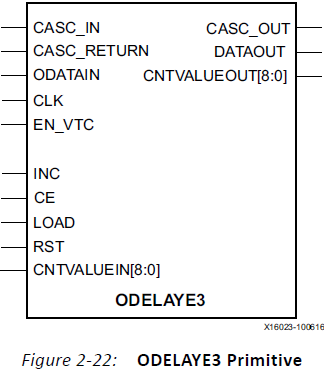 CASC_IN CASC_OUT
CASC_RETURN DATAOUT
ODATAIN CNTVALUEOUT[8:0]
CLK
EN_VTC
INC
CE
LOAD
RST
CNTVALUEIN[8:0]
ODELAYE3
X16023-100616
Figure 2-22: ODELAYE3 Primitive